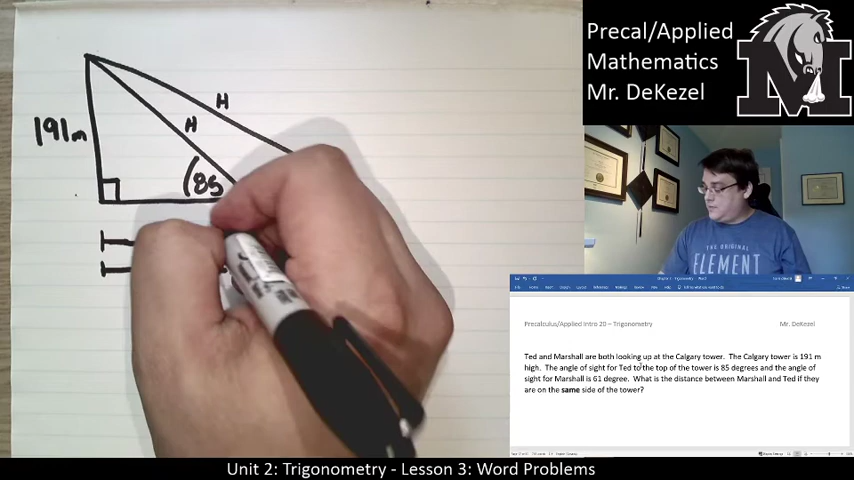 Precal/Applied
Mathematics
Mr. DeKezel
H
191m
H
85
THE ORIGINAL
ELEMENT
Precalculus/Applied Intro 20 – Trigonometry
Mr. DeKezel
Ted and Marshall are both looking up at the Calgary tower. The Calgary tower is 191 m
high. The angle of sight for Ted to the top of the tower is 85 degrees and the angle of
sight for Marshall is 61 degree. What is the distance between Marshall and Ted if they
are on the same side of the tower?
Unit 2: Trigonometry - Lesson 3: Word Problems